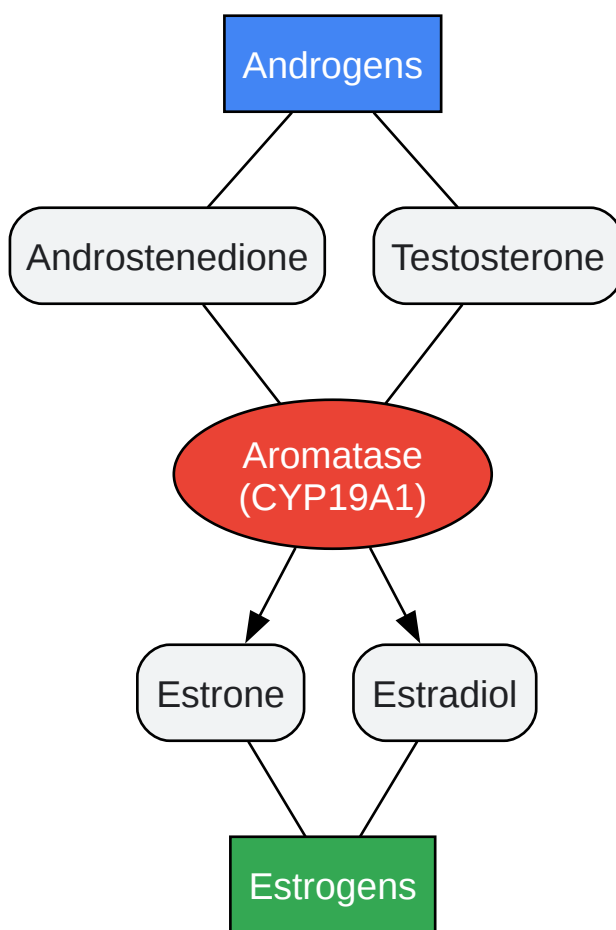 Androgens
Androstenedione
Testosterone
Aromatase
(CYP19A1)
Estrone
Estradiol
Estrogens